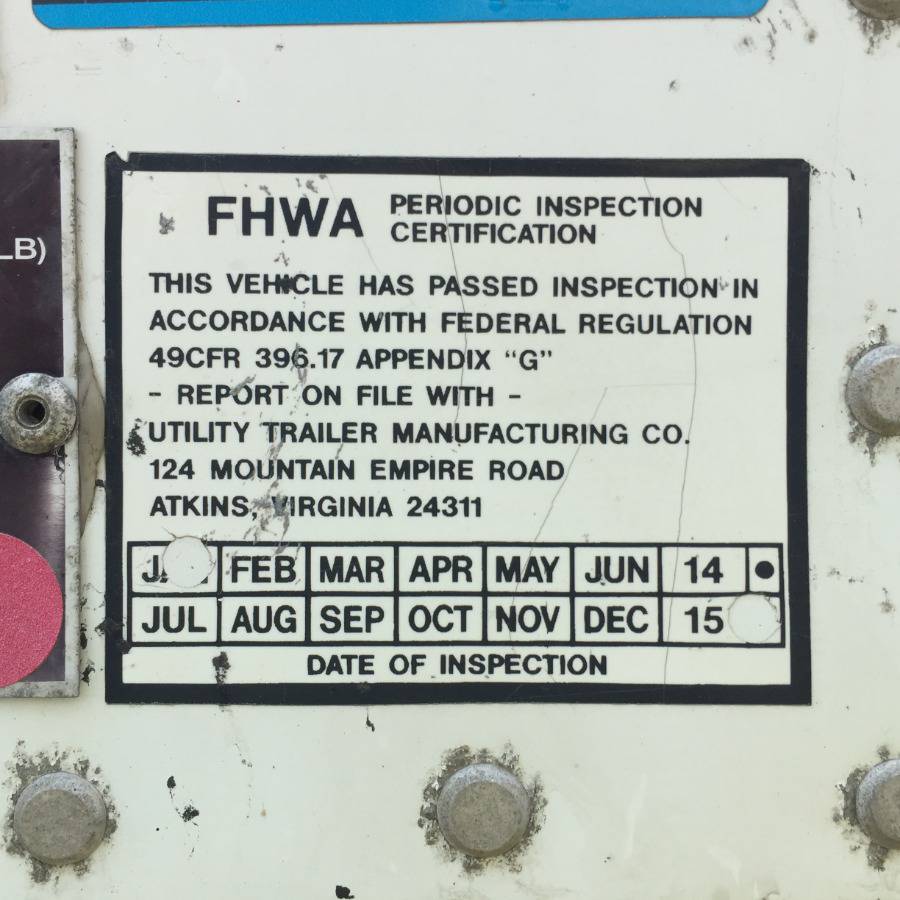 LB)
FHWA PERIODIC INSPECTION
CERTIFICATION
THIS VEHICLE HAS PASSED INSPECTION IN
ACCORDANCE WITH FEDERAL REGULATION
49CFR 396.17 APPENDIX “G”
- REPORT ON FILE WITH -
UTILITY TRAILER MANUFACTURING CO.
124 MOUNTAIN EMPIRE ROAD
ATKINS, VIRGINIA 24311
FEB MAR APR MAY JUN 14 ●
JUL AUG SEP OCT NOV DEC 15
DATE OF INSPECTION